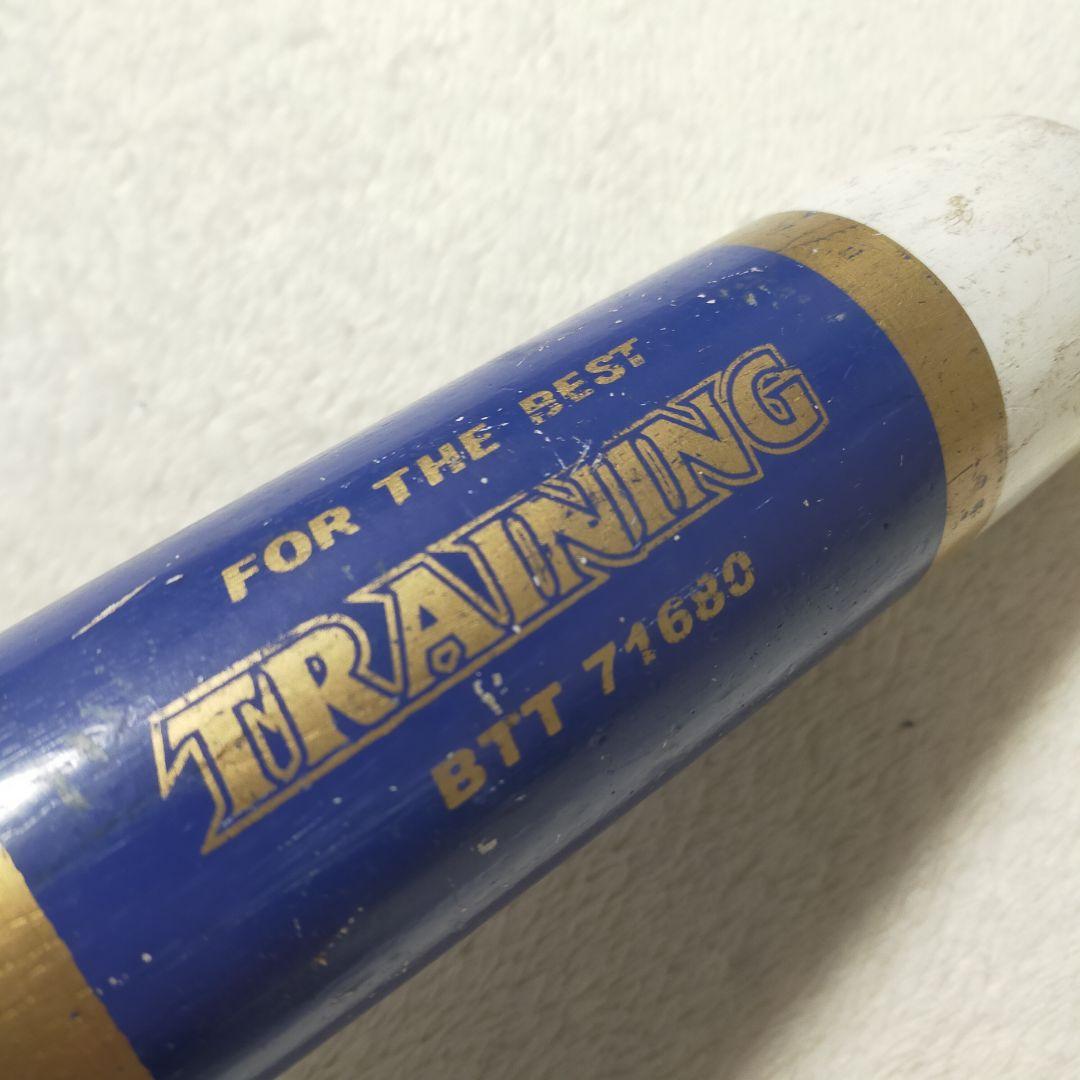 FOR THE BEST
TRAINING
BTT 71680